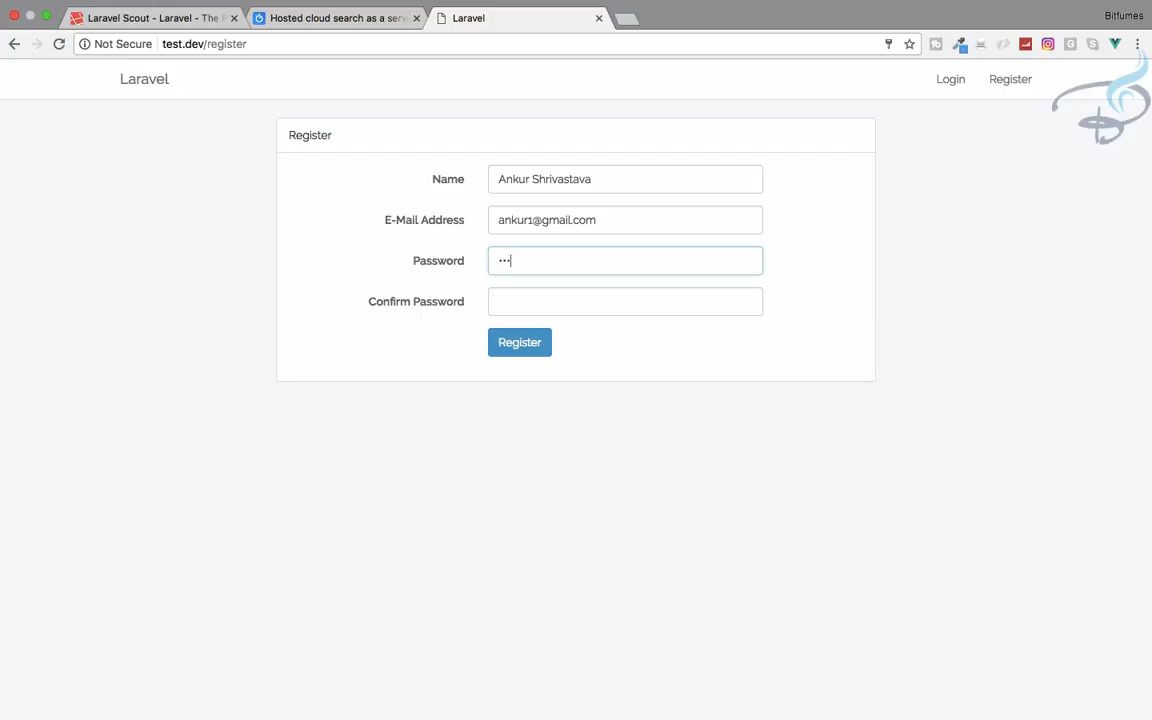 Laravel Scout - Laravel - The P
Hosted cloud search as a servi
Laravel
Bitfumes
Not Secure
test.dev/register
Laravel
Login
Register
Register
Name
Ankur Shrivastava
E-Mail Address
ankur1@gmail.com
Password
•••
Confirm Password
Register